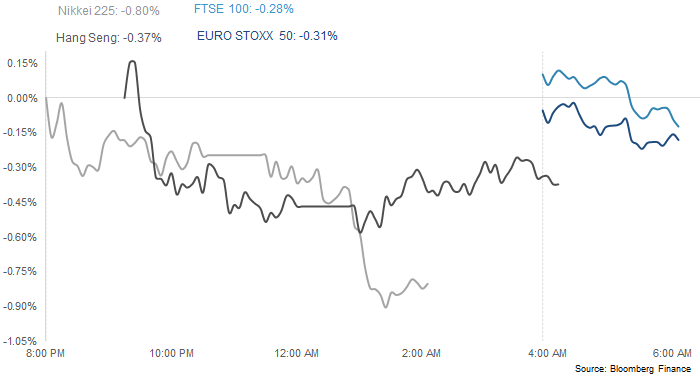 Nikkei 225: -0.80%
FTSE 100: -0.28%
Hang Seng: -0.37%
EURO STOXX 50: -0.31%
0.15%
0.00%
-0.15%
-0.30%
-0.45%
-0.60%
-0.75%
-0.90%
-1.05%
8:00 PM
10:00 PM
12:00 AM
2:00 AM
4:00 AM
6:00 AM
Source: Bloomberg Finance